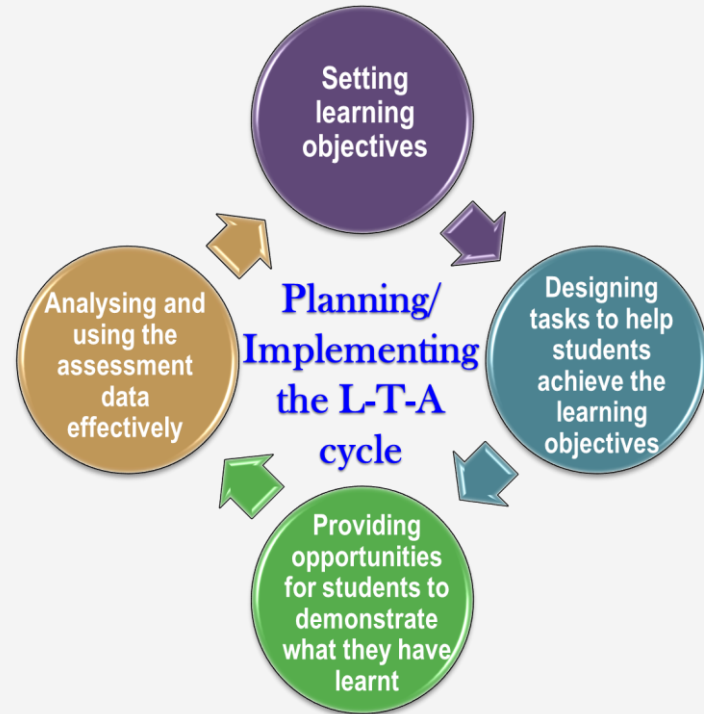 Setting
learning
objectives
Designing
tasks to help
students
achieve the
learning
objectives
Providing
opportunities
for students to
demonstrate
what they have
learnt
Analysing and
using the
assessment
data
effectively
Planning/
Implementing
the L-T-A
cycle